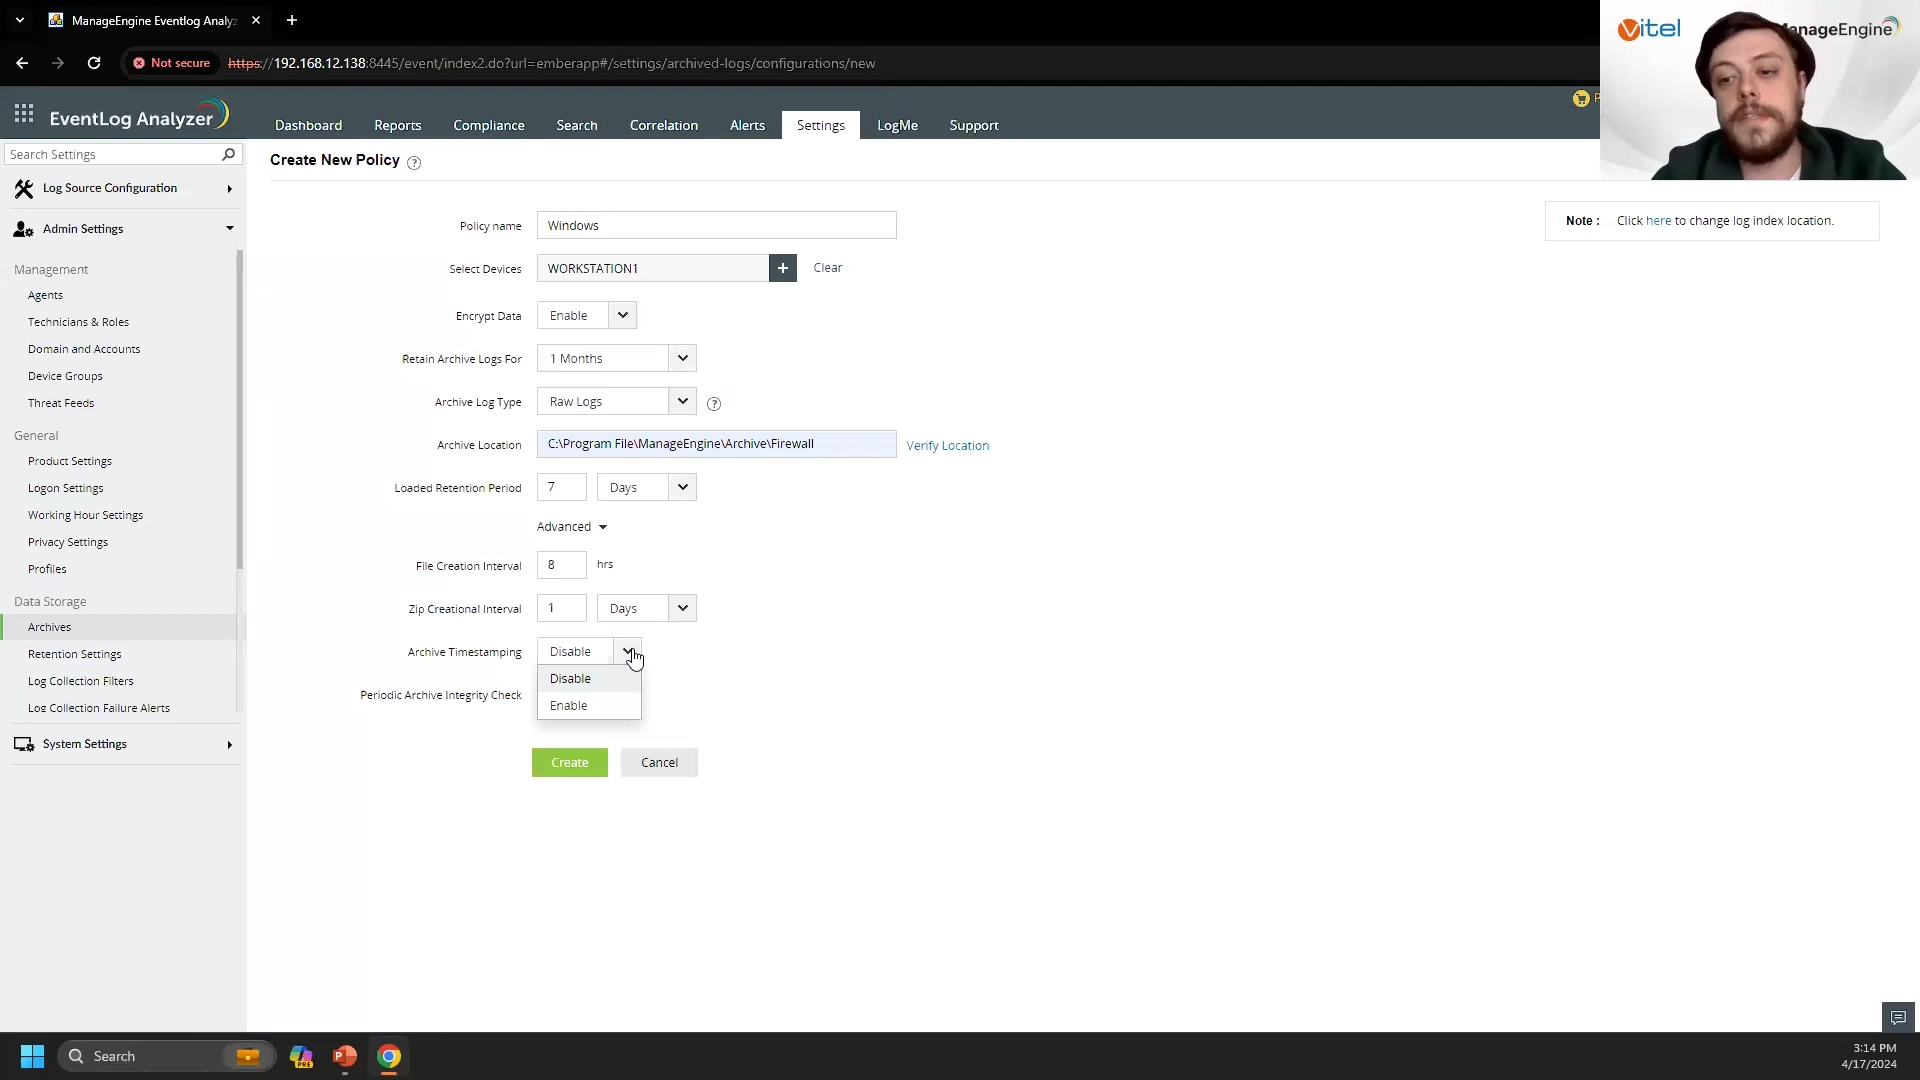 ManageEngine Eventlog Analyz
Not secure
https://192.168.12.138:8445/event/index2.do?url=emberapp#/settings/archived-logs/configurations/new
Vitel
ManageEngine
EventLog Analyzer
Dashboard
Reports
Compliance
Search
Correlation
Alerts
Settings
LogMe
Support
Search Settings
Log Source Configuration
Admin Settings
Management
Agents
Technicians & Roles
Domain and Accounts
Device Groups
Threat Feeds
General
Product Settings
Logon Settings
Working Hour Settings
Privacy Settings
Profiles
Data Storage
Archives
Retention Settings
Log Collection Filters
Log Collection Failure Alerts
System Settings
Create New Policy
Note : Click here to change log index location.
Policy name Windows
Select Devices WORKSTATION1 + Clear
Encrypt Data Enable
Retain Archive Logs For 1 Months
Archive Log Type Raw Logs
Archive Location C:\Program File\ManageEngine\Archive\Firewall Verify Location
Loaded Retention Period 7 Days
Advanced
File Creation Interval 8 hrs
Zip Creational Interval 1 Days
Archive Timestamping Disable
Disable
Enable
Periodic Archive Integrity Check
Create
Cancel
Search
PRE
3:14 PM
4/17/2024